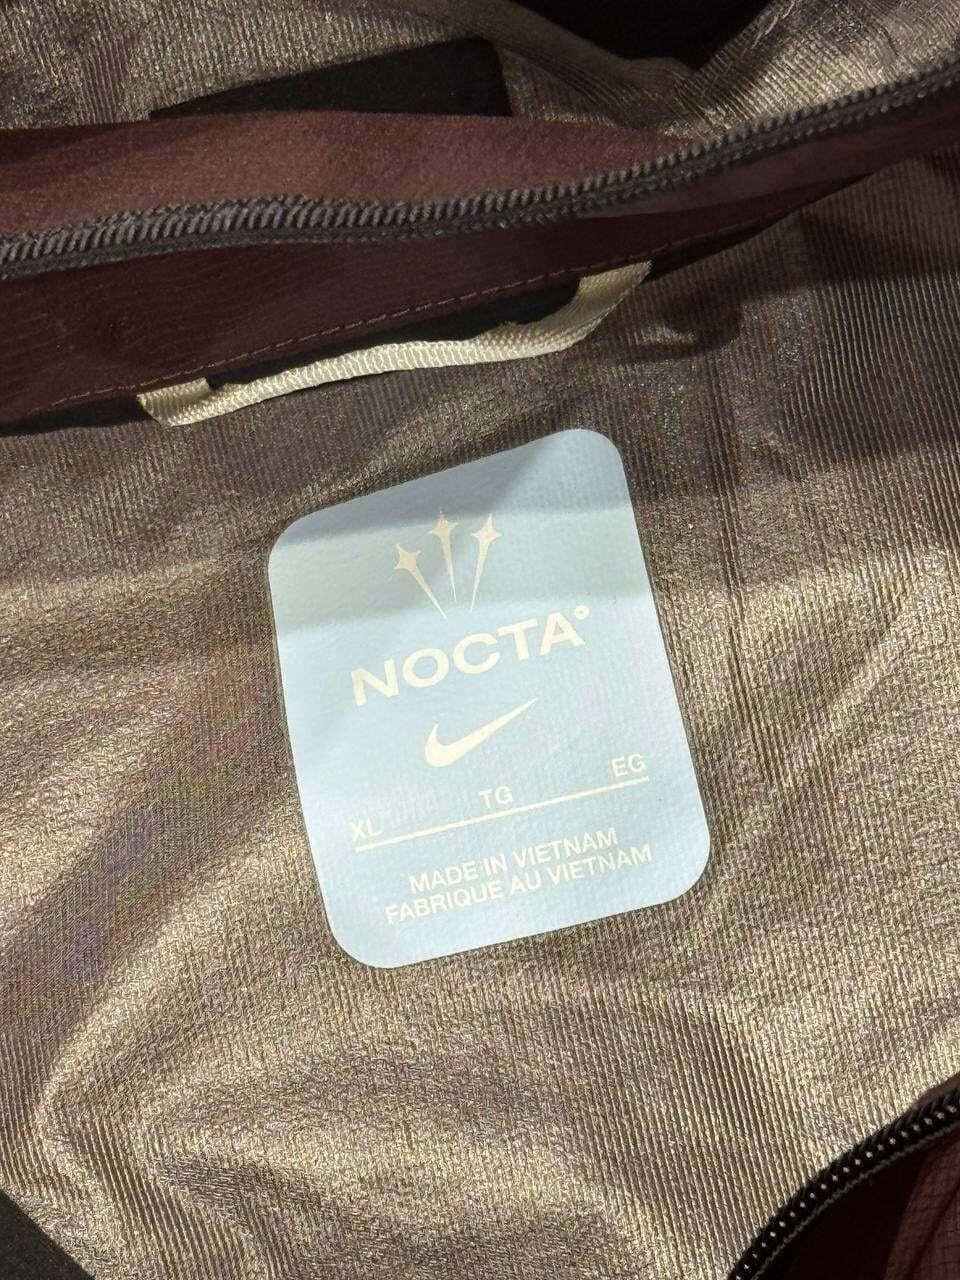 NOCTA°
XL TG EG
MADE IN VIETNAM
FABRIQUE AU VIETNAM